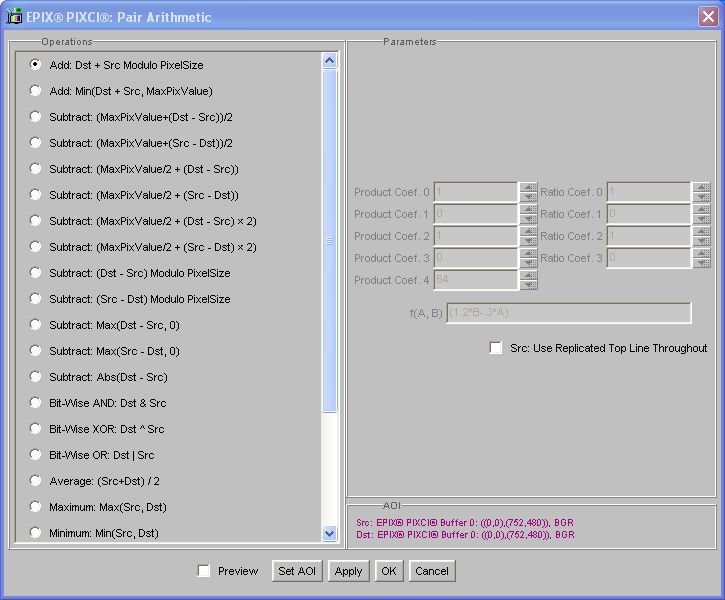 EPIX® PIXCI®: Pair Arithmetic
Operations
Add: Dst + Src Modulo PixelSize
Add: Min(Dst + Src, MaxPixValue)
Subtract: (MaxPixValue+(Dst - Src))/2
Subtract: (MaxPixValue+(Src - Dst))/2
Subtract: (MaxPixValue/2 + (Dst - Src))
Subtract: (MaxPixValue/2 + (Src - Dst))
Subtract: (MaxPixValue/2 + (Dst - Src) × 2)
Subtract: (MaxPixValue/2 + (Src - Dst) × 2)
Subtract: (Dst - Src) Modulo PixelSize
Subtract: (Src - Dst) Modulo PixelSize
Subtract: Max(Dst - Src, 0)
Subtract: Max(Src - Dst, 0)
Subtract: Abs(Dst - Src)
Bit-Wise AND: Dst & Src
Bit-Wise XOR: Dst ^ Src
Bit-Wise OR: Dst | Src
Average: (Src+Dst) / 2
Maximum: Max(Src, Dst)
Minimum: Min(Src, Dst)
Parameters
Product Coef. 0 1 Ratio Coef. 0 1
Product Coef. 1 0 Ratio Coef. 1 0
Product Coef. 2 1 Ratio Coef. 2 1
Product Coef. 3 0 Ratio Coef. 3 0
Product Coef. 4 64
f(A, B) (1.2*B-.3*A)
Src: Use Replicated Top Line Throughout
AOI
Src: EPIX® PIXCI® Buffer 0: ((0,0),(752,480)), BGR
Dst: EPIX® PIXCI® Buffer 0: ((0,0),(752,480)), BGR
Preview Set AOI Apply OK Cancel